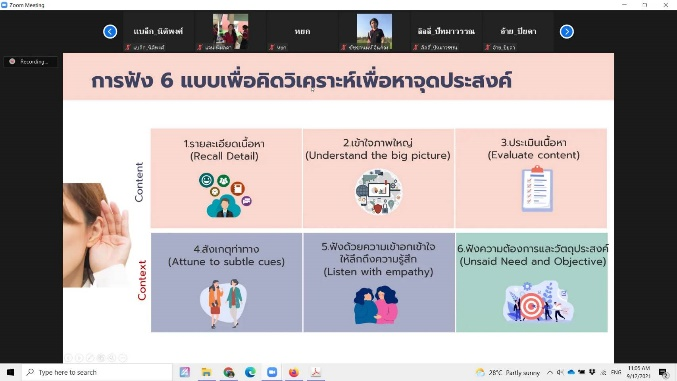 Zoom Meeting
แบล็ก_นิติพงศ์
หยก
ลิลลี่_ปัทมาวรรณ
อ้าย_ปิยดา
หยก
Recording...
การฟัง 6 แบบเพื่อคิดวิเคราะห์เพื่อหาจุดประสงค์
Content
1.รายละเอียดเนื้อหา
(Recall Detail)
2.เข้าใจภาพใหญ่
(Understand the big picture)
3.ประเมินเนื้อหา
(Evaluate content)
Context
4.สังเกตุท่าทาง
(Attune to subtle cues)
5.ฟังด้วยความเข้าอกเข้าใจ
ให้ลึกถึงความรู้สึก
(Listen with empathy)
6.ฟังความต้องการและวัตถุประสงค์
(Unsaid Need and Objective)
Type here to search
28°C Partly sunny
ENG
11:05 AM
9/12/2021